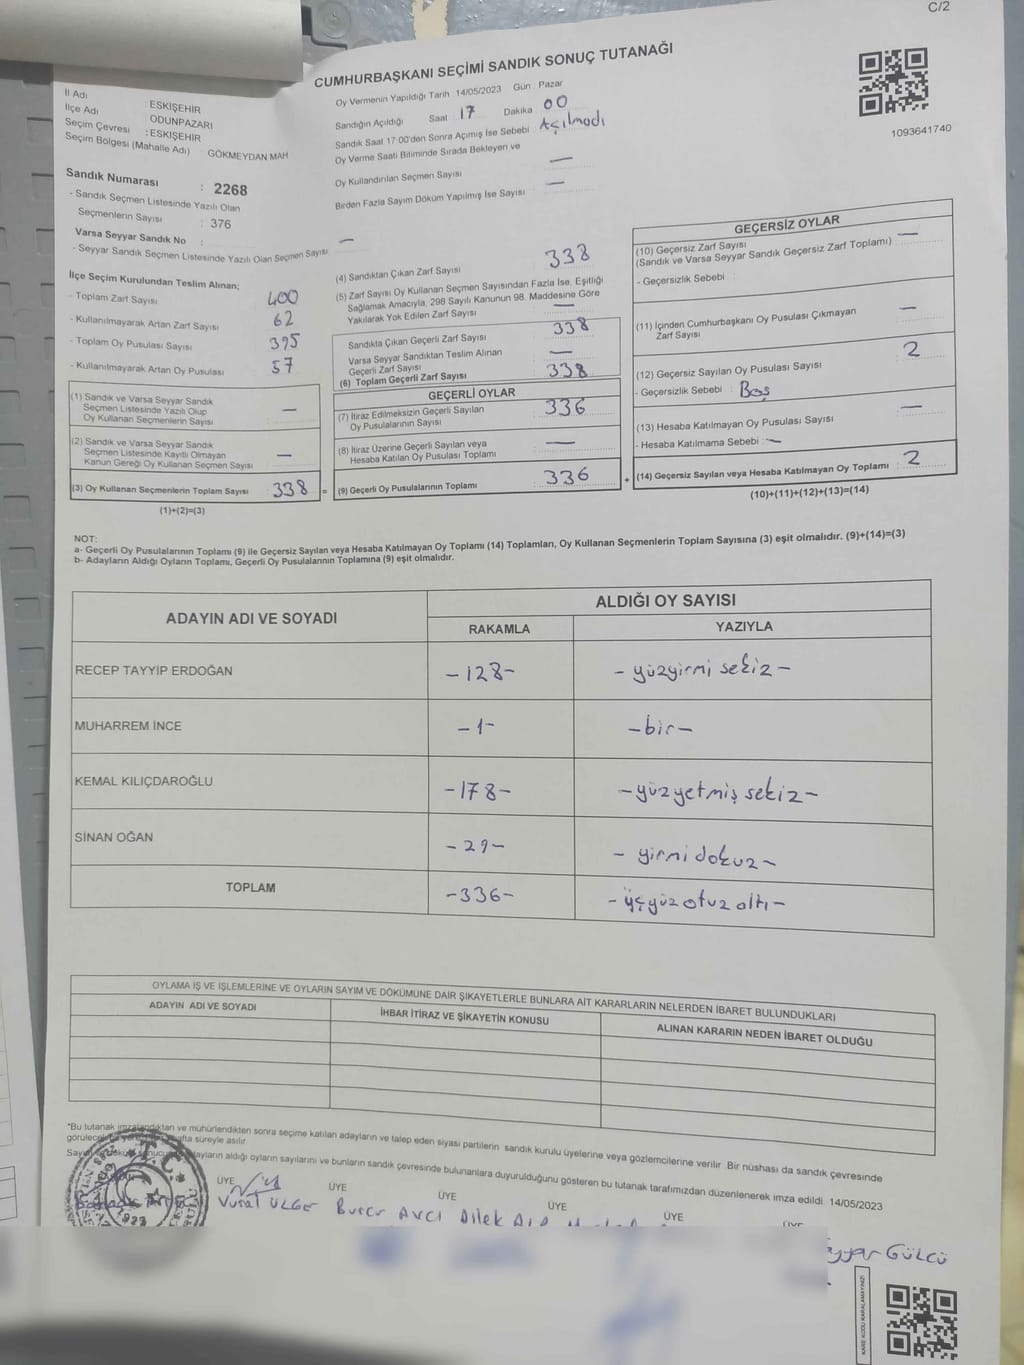 C/2
CUMHURBAŞKANI SEÇİMİ SANDIK SONUÇ TUTANAĞI
İl Adı : ESKİŞEHİR
İlçe Adı : ODUNPAZARI
Seçim Çevresi : ESKİŞEHİR
Seçim Bölgesi (Mahalle Adı) GÖKMEYDAN MAH
Sandık Numarası : 2268
- Sandık Seçmen Listesinde Yazılı Olan
Seçmenlerin Sayısı : 376
Varsa Seyyar Sandık No :
- Seyyar Sandık Seçmen Listesinde Yazılı Olan Seçmen Sayısı —
Oy Vermenin Yapıldığı Tarih 14/05/2023 Gün : Pazar
Sandığın Açıldığı Saat 17 Dakika 00
Sandık Saat 17:00'den Sonra Açımış İse Sebebi : Açılmadı
Oy Verme Saati Bitiminde Sırada Bekleyen ve
Oy Kullandırılan Seçmen Sayısı —
Birden Fazla Sayım Döküm Yapılmış İse Sayısı —
1093641740
İlçe Seçim Kurulundan Teslim Alınan;
- Toplam Zarf Sayısı 400
- Kullanılmayarak Artan Zarf Sayısı 62
- Toplam Oy Pusulası Sayısı 395
- Kullanılmayarak Artan Oy Pusulası 57
(1) Sandık ve Varsa Seyyar Sandık
Seçmen Listesinde Yazılı Olup
Oy Kullanan Seçmenlerin Sayısı —
(2) Sandık ve Varsa Seyyar Sandık
Seçmen Listesinde Kayıtlı Olmayan
Kanun Gereği Oy Kullanan Seçmen Sayısı —
(3) Oy Kullanan Seçmenlerin Toplam Sayısı 338 =
(1)+(2)=(3)
(4) Sandıktan Çıkan Zarf Sayısı 338
(5) Zarf Sayısı Oy Kullanan Seçmen Sayısından Fazla İse, Eşitliği
Sağlamak Amacıyla, 298 Sayılı Kanunun 98. Maddesine Göre
Yakılarak Yok Edilen Zarf Sayısı —
Sandıkta Çıkan Geçerli Zarf Sayısı 338
Varsa Seyyar Sandıktan Teslim Alınan
Geçerli Zarf Sayısı —
(6) Toplam Geçerli Zarf Sayısı 338
GEÇERLİ OYLAR
(7) İtiraz Edilmeksizin Geçerli Sayılan
Oy Pusulalarının Sayısı 336
(8) İtiraz Üzerine Geçerli Sayılan veya
Hesaba Katılan Oy Pusulası Toplamı —
(9) Geçerli Oy Pusulalarının Toplamı 336 +
GEÇERSİZ OYLAR
(10) Geçersiz Zarf Sayısı —
(Sandık ve Varsa Seyyar Sandık Geçersiz Zarf Toplamı)
- Geçersizlik Sebebi :
(11) İçinden Cumhurbaşkanı Oy Pusulası Çıkmayan
Zarf Sayısı —
(12) Geçersiz Sayılan Oy Pusulası Sayısı 2
- Geçersizlik Sebebi : Boş
(13) Hesaba Katılmayan Oy Pusulası Sayısı —
- Hesaba Katılmama Sebebi : —
(14) Geçersiz Sayılan veya Hesaba Katılmayan Oy Toplamı 2
(10)+(11)+(12)+(13)=(14)
NOT:
a- Geçerli Oy Pusulalarının Toplamı (9) ile Geçersiz Sayılan veya Hesaba Katılmayan Oy Toplamı (14) Toplamları, Oy Kullanan Seçmenlerin Toplam Sayısına (3) eşit olmalıdır. (9)+(14)=(3)
b- Adayların Aldığı Oyların Toplamı, Geçerli Oy Pusulalarının Toplamına (9) eşit olmalıdır.
ADAYIN ADI VE SOYADI ALDIĞI OY SAYISI
RAKAMLA YAZIYLA
RECEP TAYYİP ERDOĞAN -128- -yüzyirmi sekiz-
MUHARREM İNCE -1- -bir-
KEMAL KILIÇDAROĞLU -178- -yüzyetmiş sekiz-
SİNAN OĞAN -29- -yirmi dokuz-
TOPLAM -336- -üçyüz otuz altı-
OYLAMA İŞ VE İŞLEMLERİNE VE OYLARIN SAYIM VE DÖKÜMÜNE DAİR ŞİKAYETLERLE BUNLARA AİT KARARLARIN NELERDEN İBARET BULUNDUKLARI
ADAYIN ADI VE SOYADI İHBAR İTİRAZ VE ŞİKAYETİN KONUSU ALINAN KARARIN NEDEN İBARET OLDUĞU
*Bu tutanak imzalandıktan ve mühürlendikten sonra seçime katılan adayların ve talep eden siyasi partilerin sandık kurulu üyelerine veya gözlemcilerine verilir. Bir nüshası da sandık çevresinde
görülecek bir yere bir hafta süreyle asılır.
Sayım döküm sonucunda adayların aldığı oyların sayılarını ve bunların sandık çevresinde bulunanlara duyurulduğunu gösteren bu tutanak tarafımızdan düzenlenerek imza edildi. 14/05/2023
ÜYE ÜYE ÜYE ÜYE ÜYE ÜYE
Vural ÜLGER Burcu AVCI Dilek
GÜLCÜ
T.C.
KARE KODU KARALAMAYINIZ!